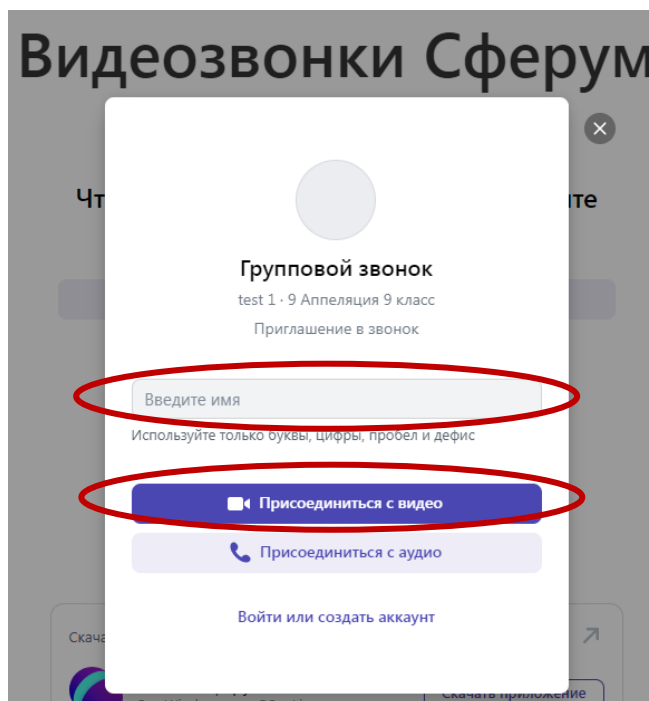 Видеозвонки Сферум
Групповой звонок
test 1 · 9 Аппеляция 9 класс
Приглашение в звонок
Введите имя
Используйте только буквы, цифры, пробел и дефис
Присоединиться с видео
Присоединиться с аудио
Войти или создать аккаунт
Скачать приложение